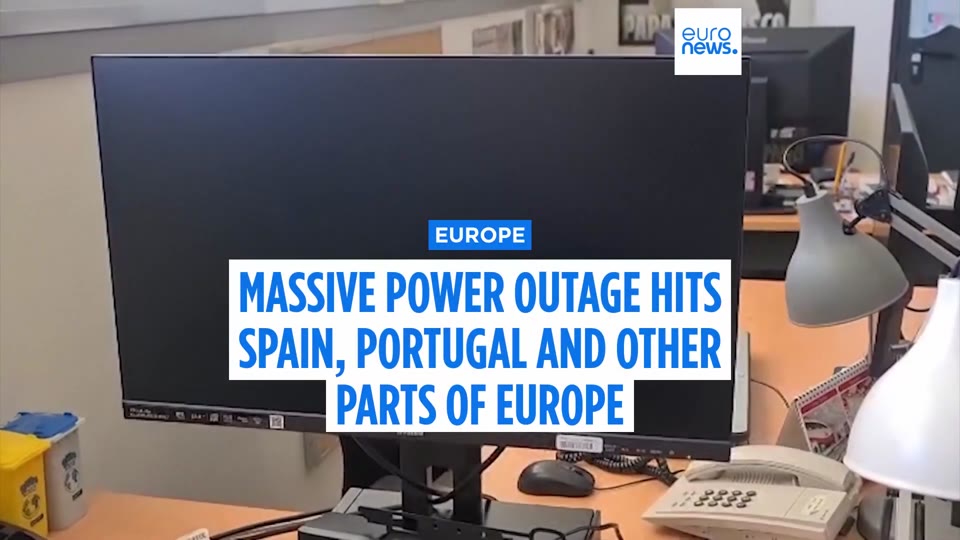 euro
news.
EUROPE
MASSIVE POWER OUTAGE HITS
SPAIN, PORTUGAL AND OTHER
PARTS OF EUROPE